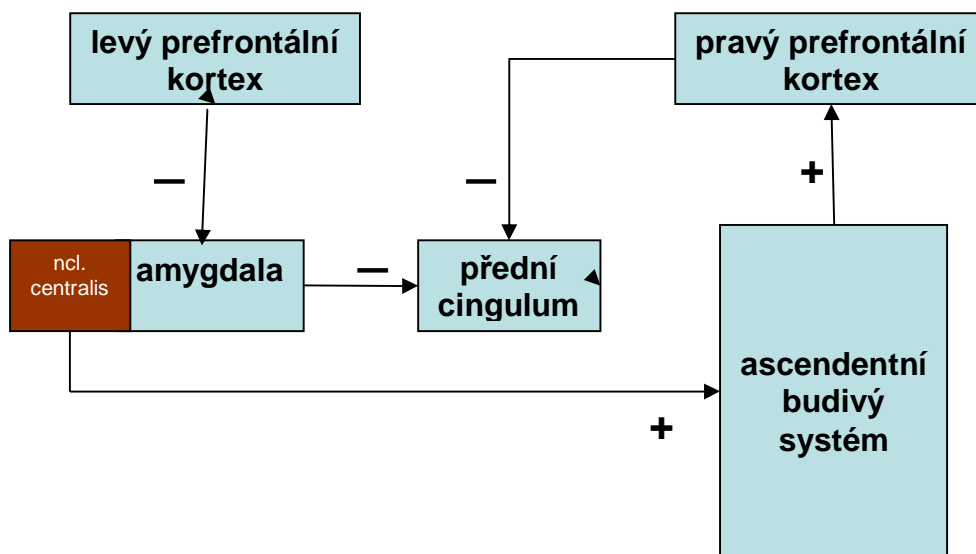 levý prefrontální
kortex
pravý prefrontální
kortex
–
–
+
ncl.
centralis
amygdala
–
přední
cingulum
ascendentní
budivý
systém
+